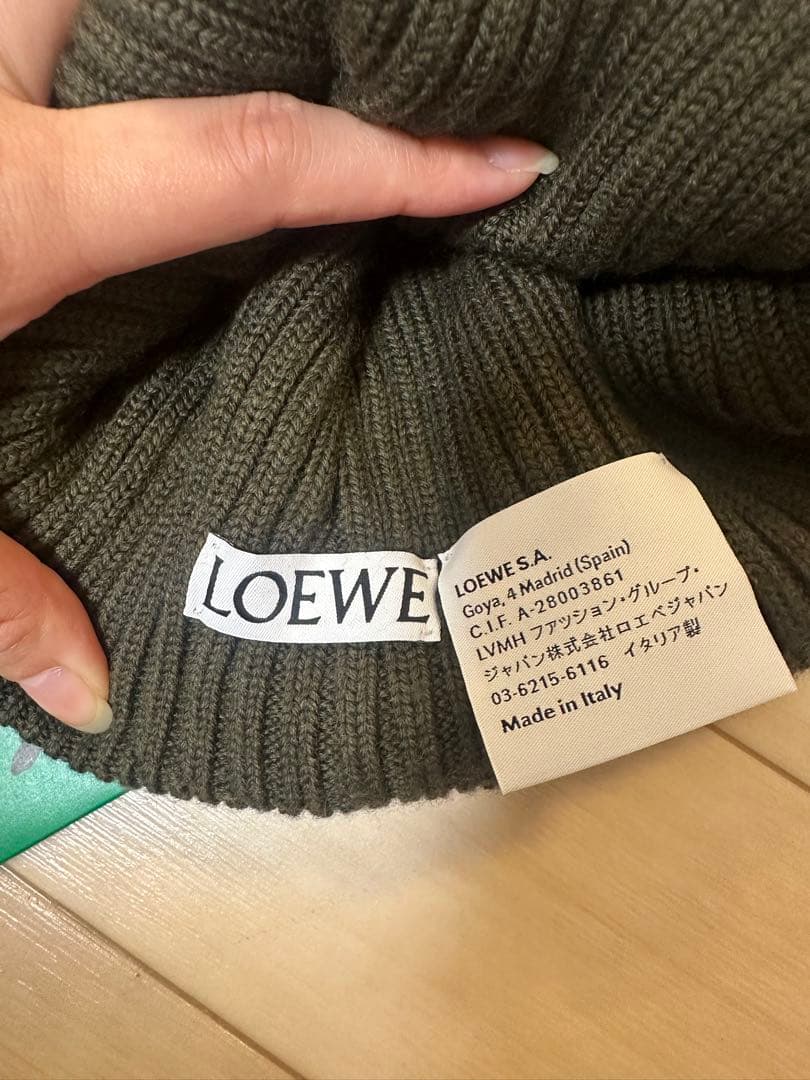 LOEWE
LOEWE S.A.
Goya, 4 Madrid (Spain)
C.I.F. A-28003861
LVMH ファッション・グループ・
ジャパン株式会社ロエベジャパン
03-6215-6116 イタリア製
Made in Italy